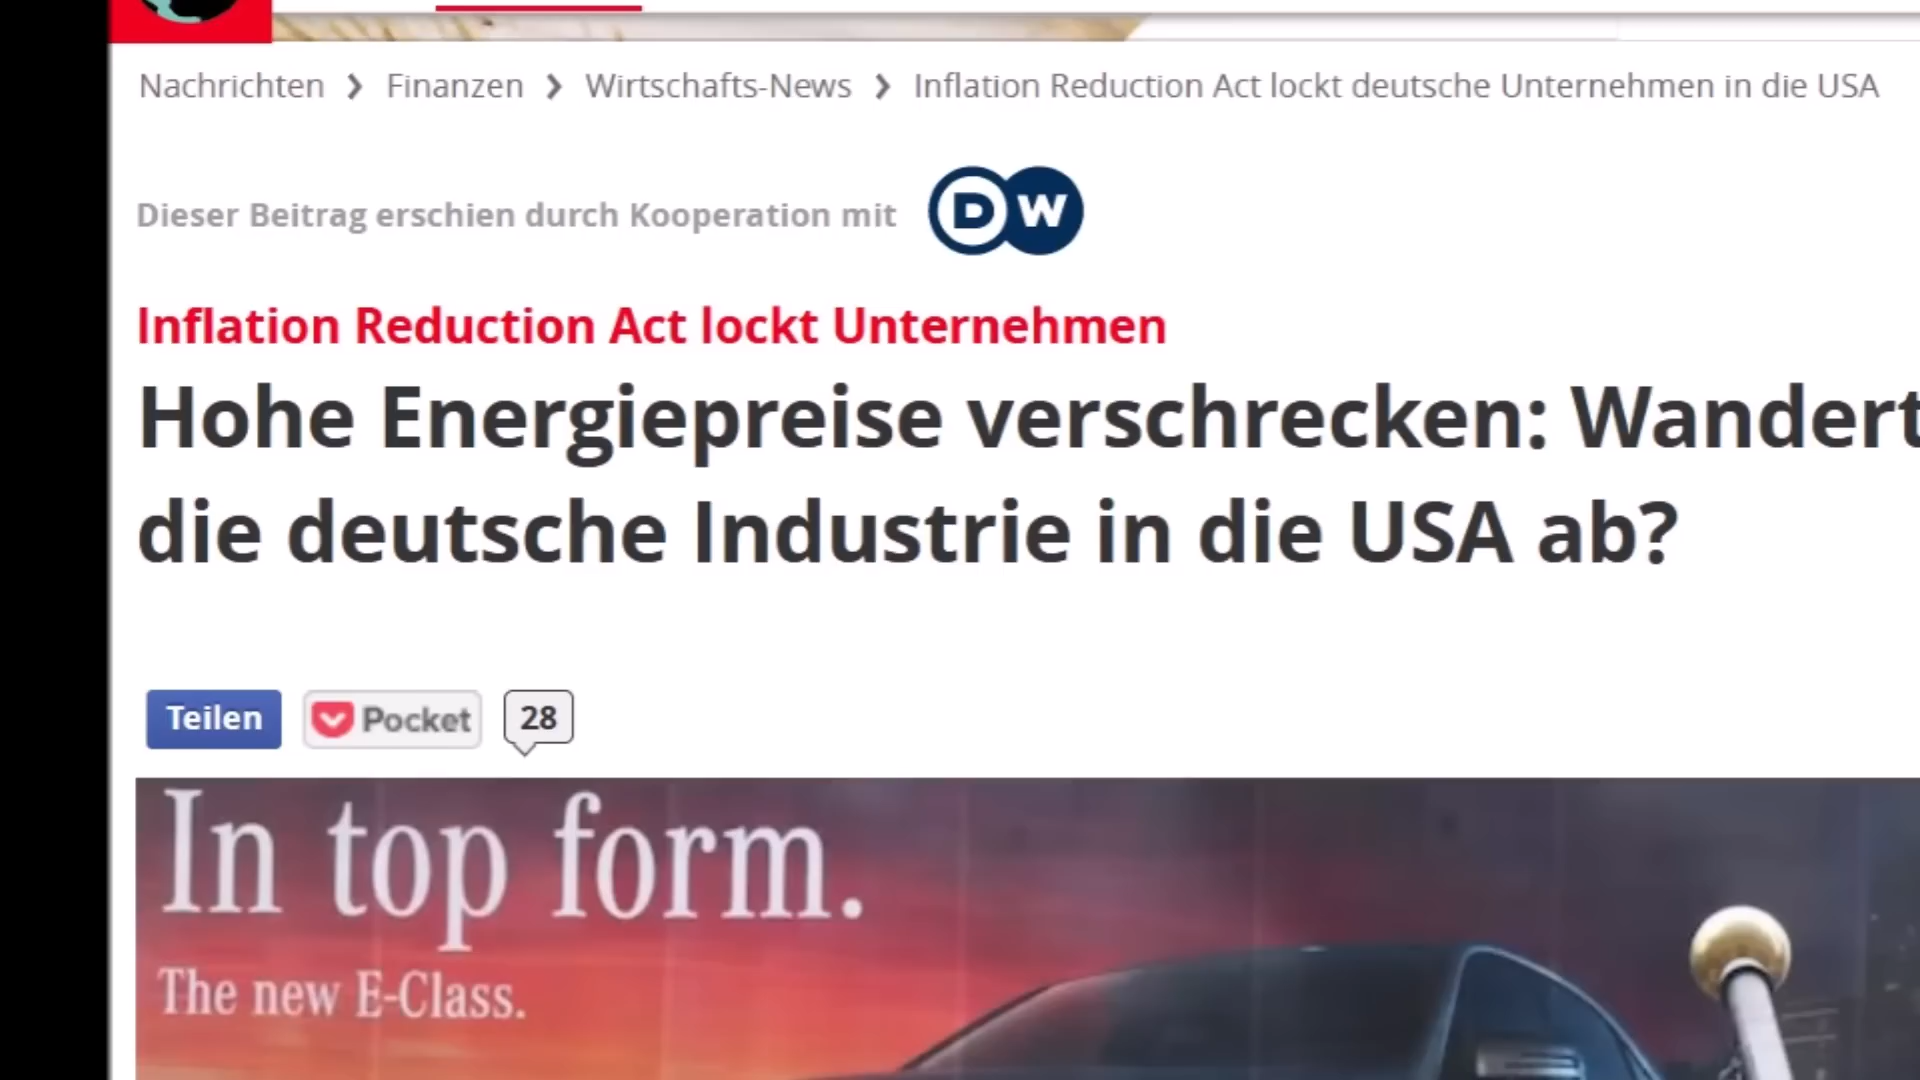 Nachrichten > Finanzen > Wirtschafts-News > Inflation Reduction Act lockt deutsche Unternehmen in die USA
Dieser Beitrag erschien durch Kooperation mit DW
Inflation Reduction Act lockt Unternehmen
Hohe Energiepreise verschrecken: Wandert
die deutsche Industrie in die USA ab?
Teilen Pocket 28
In top form.
The new E-Class.